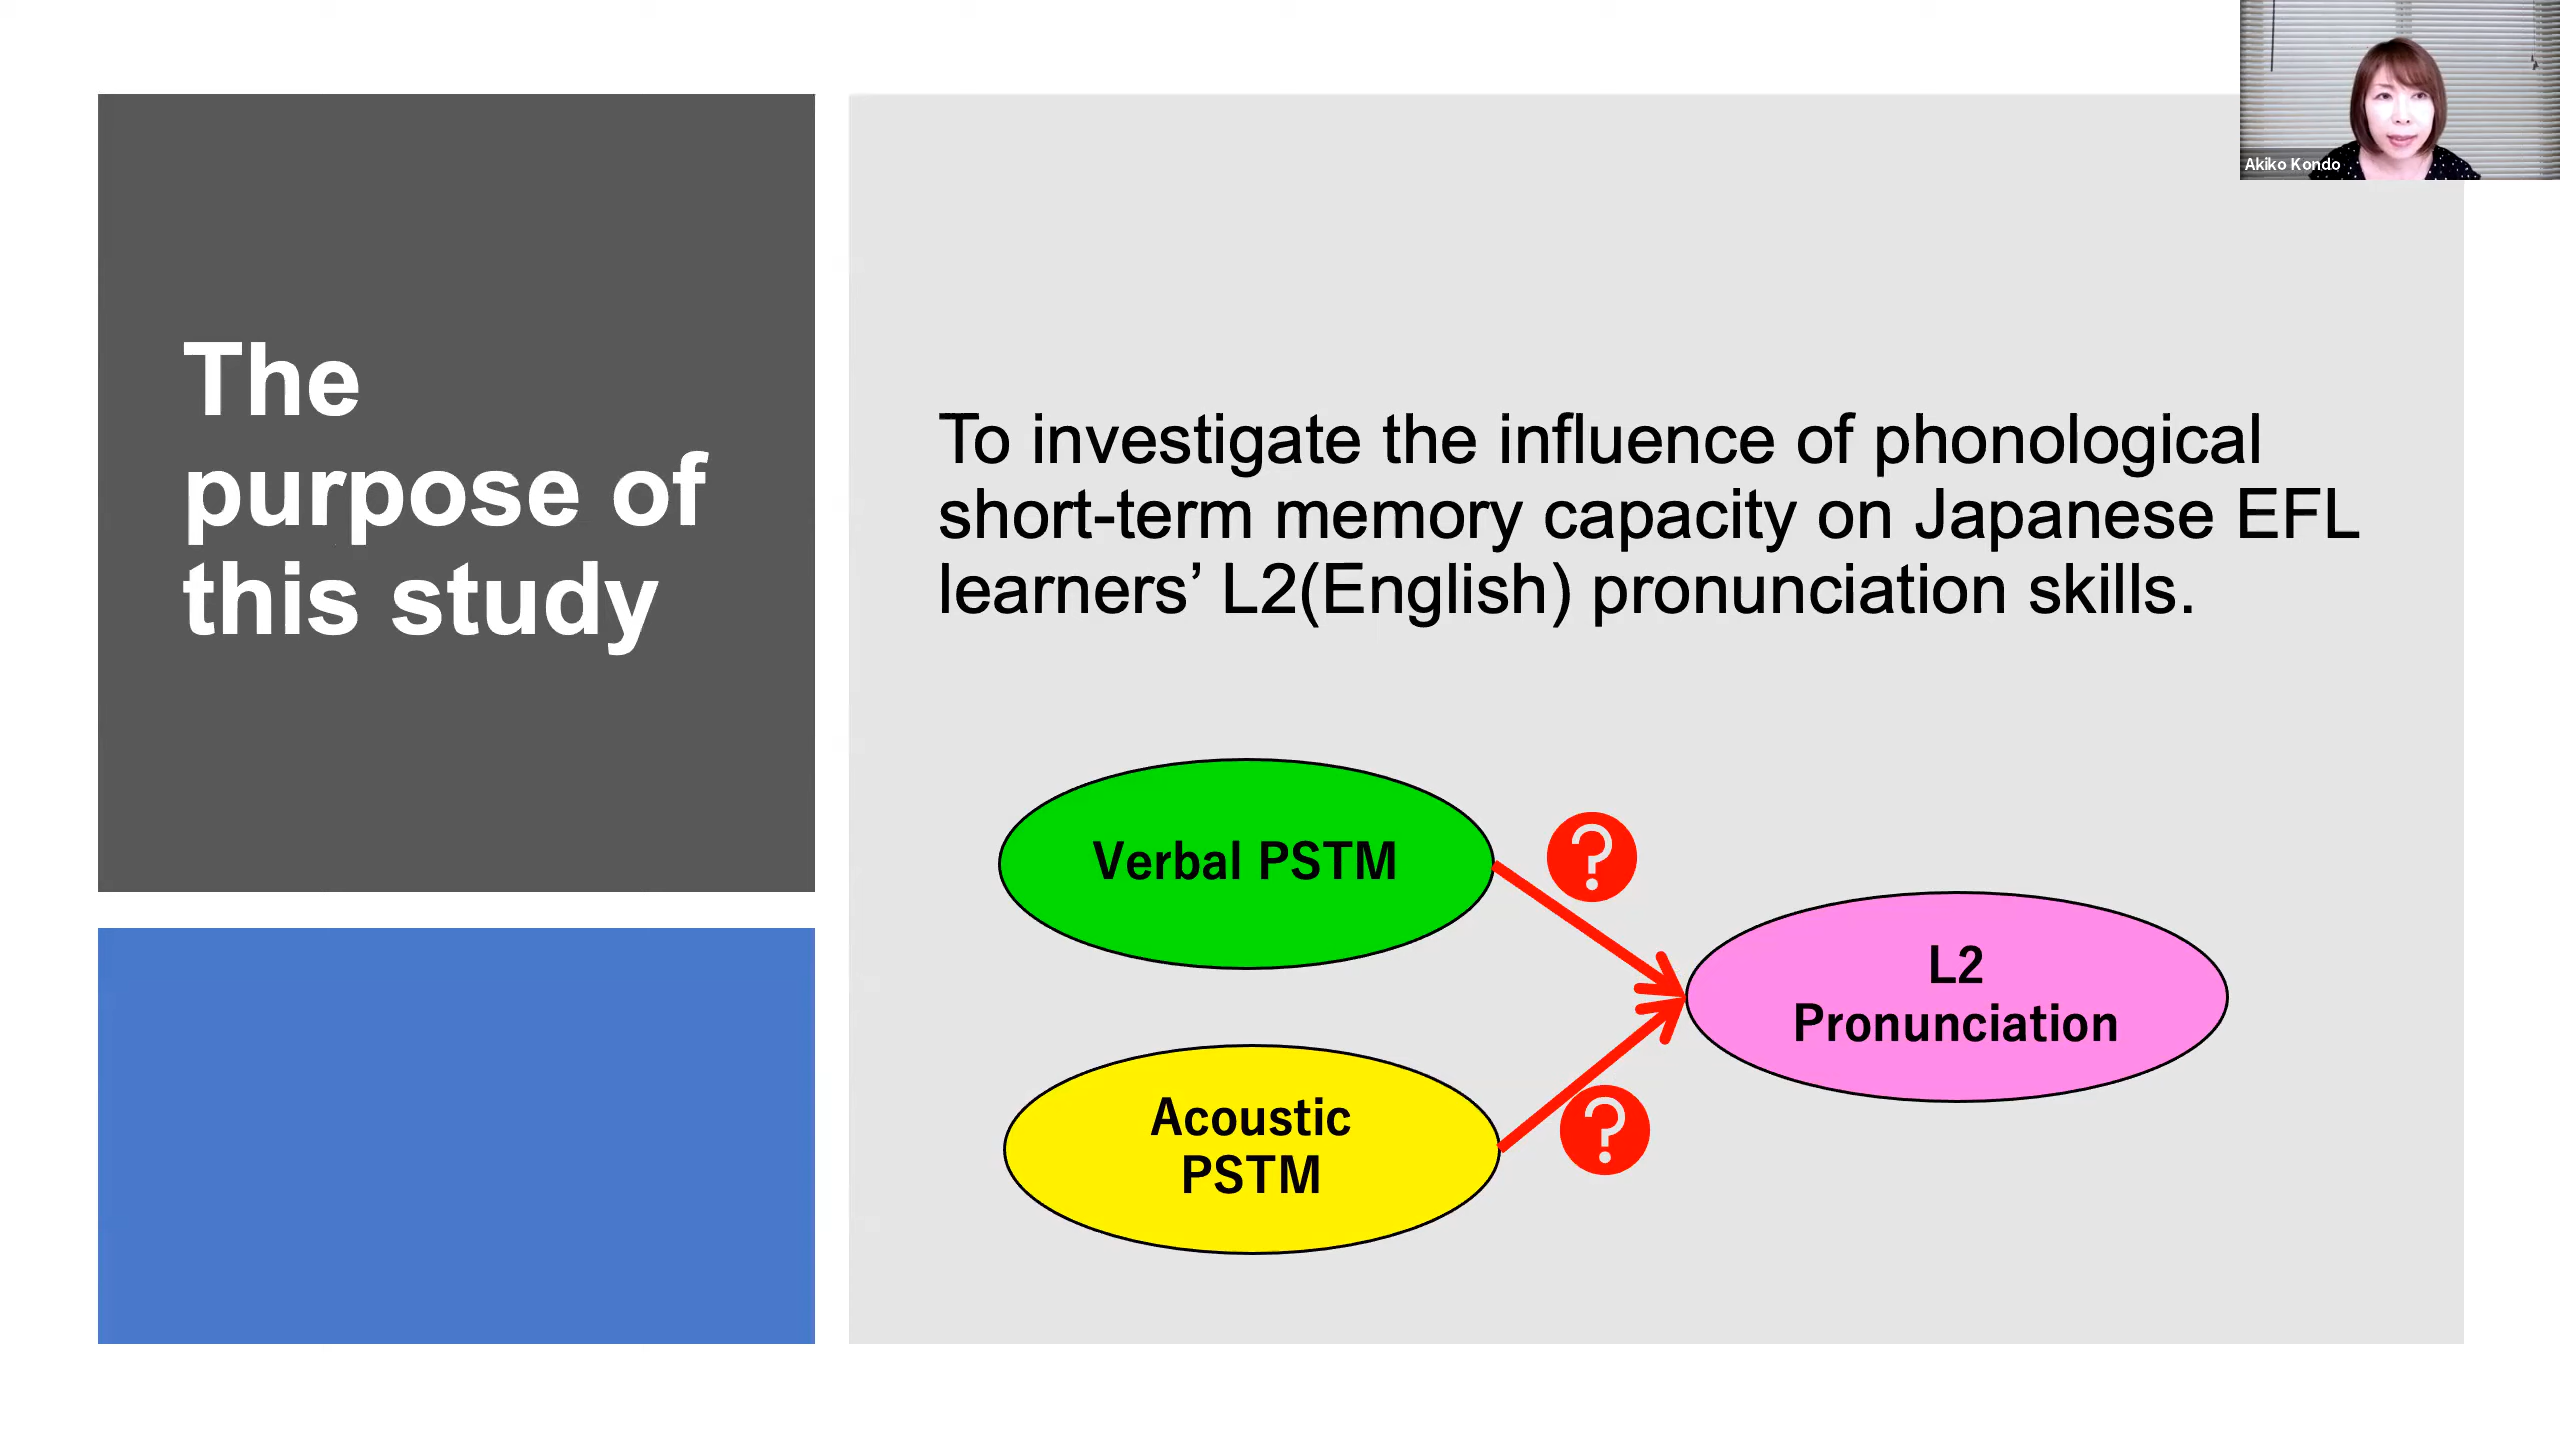 The
purpose of
this study
To investigate the influence of phonological
short-term memory capacity on Japanese EFL
learners’ L2(English) pronunciation skills.
Verbal PSTM
?
L2
Pronunciation
Acoustic
PSTM
?
Akiko Kondo